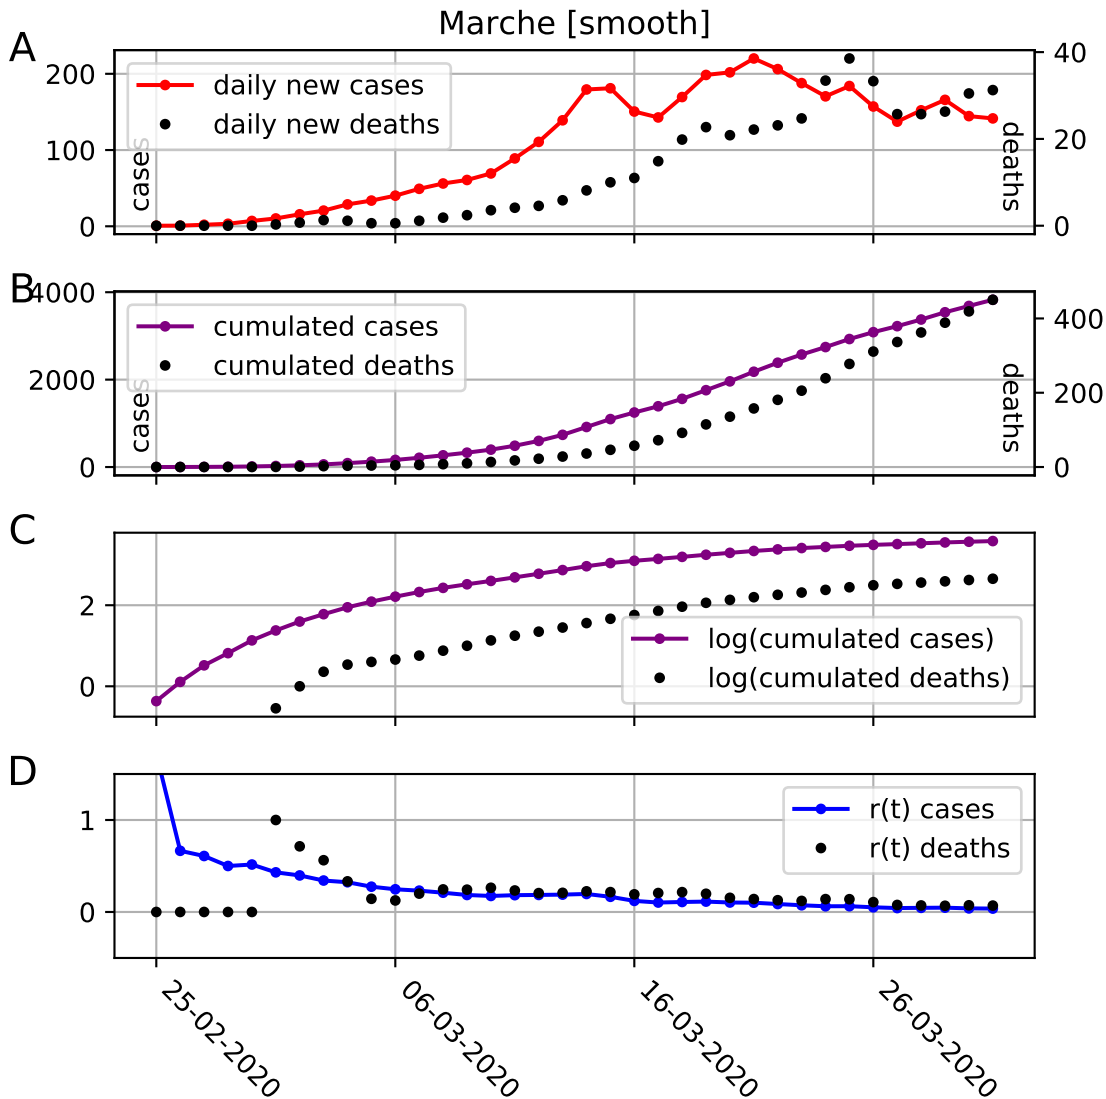 Marche [smooth]
A
daily new cases
daily new deaths
200
100
0
cases
40
20
0
deaths
B
cumulated cases
cumulated deaths
4000
2000
0
cases
400
200
0
deaths
C
2
0
log(cumulated cases)
log(cumulated deaths)
D
1
0
r(t) cases
r(t) deaths
25-02-2020
06-03-2020
16-03-2020
26-03-2020